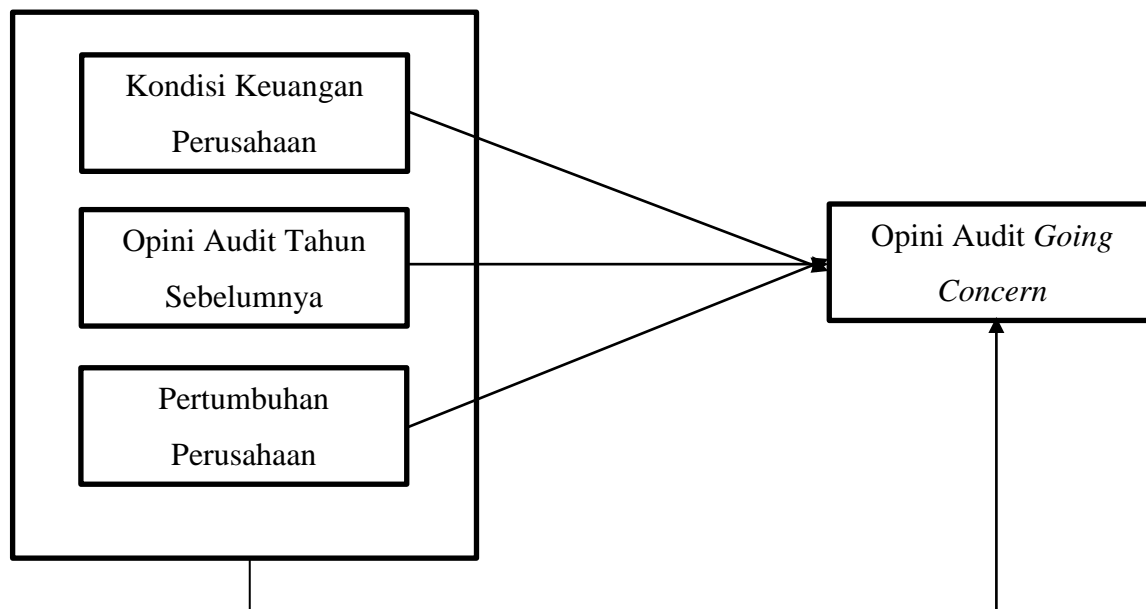 Kondisi Keuangan
Perusahaan
Opini Audit Tahun
Sebelumnya
Pertumbuhan
Perusahaan
Opini Audit Going
Concern